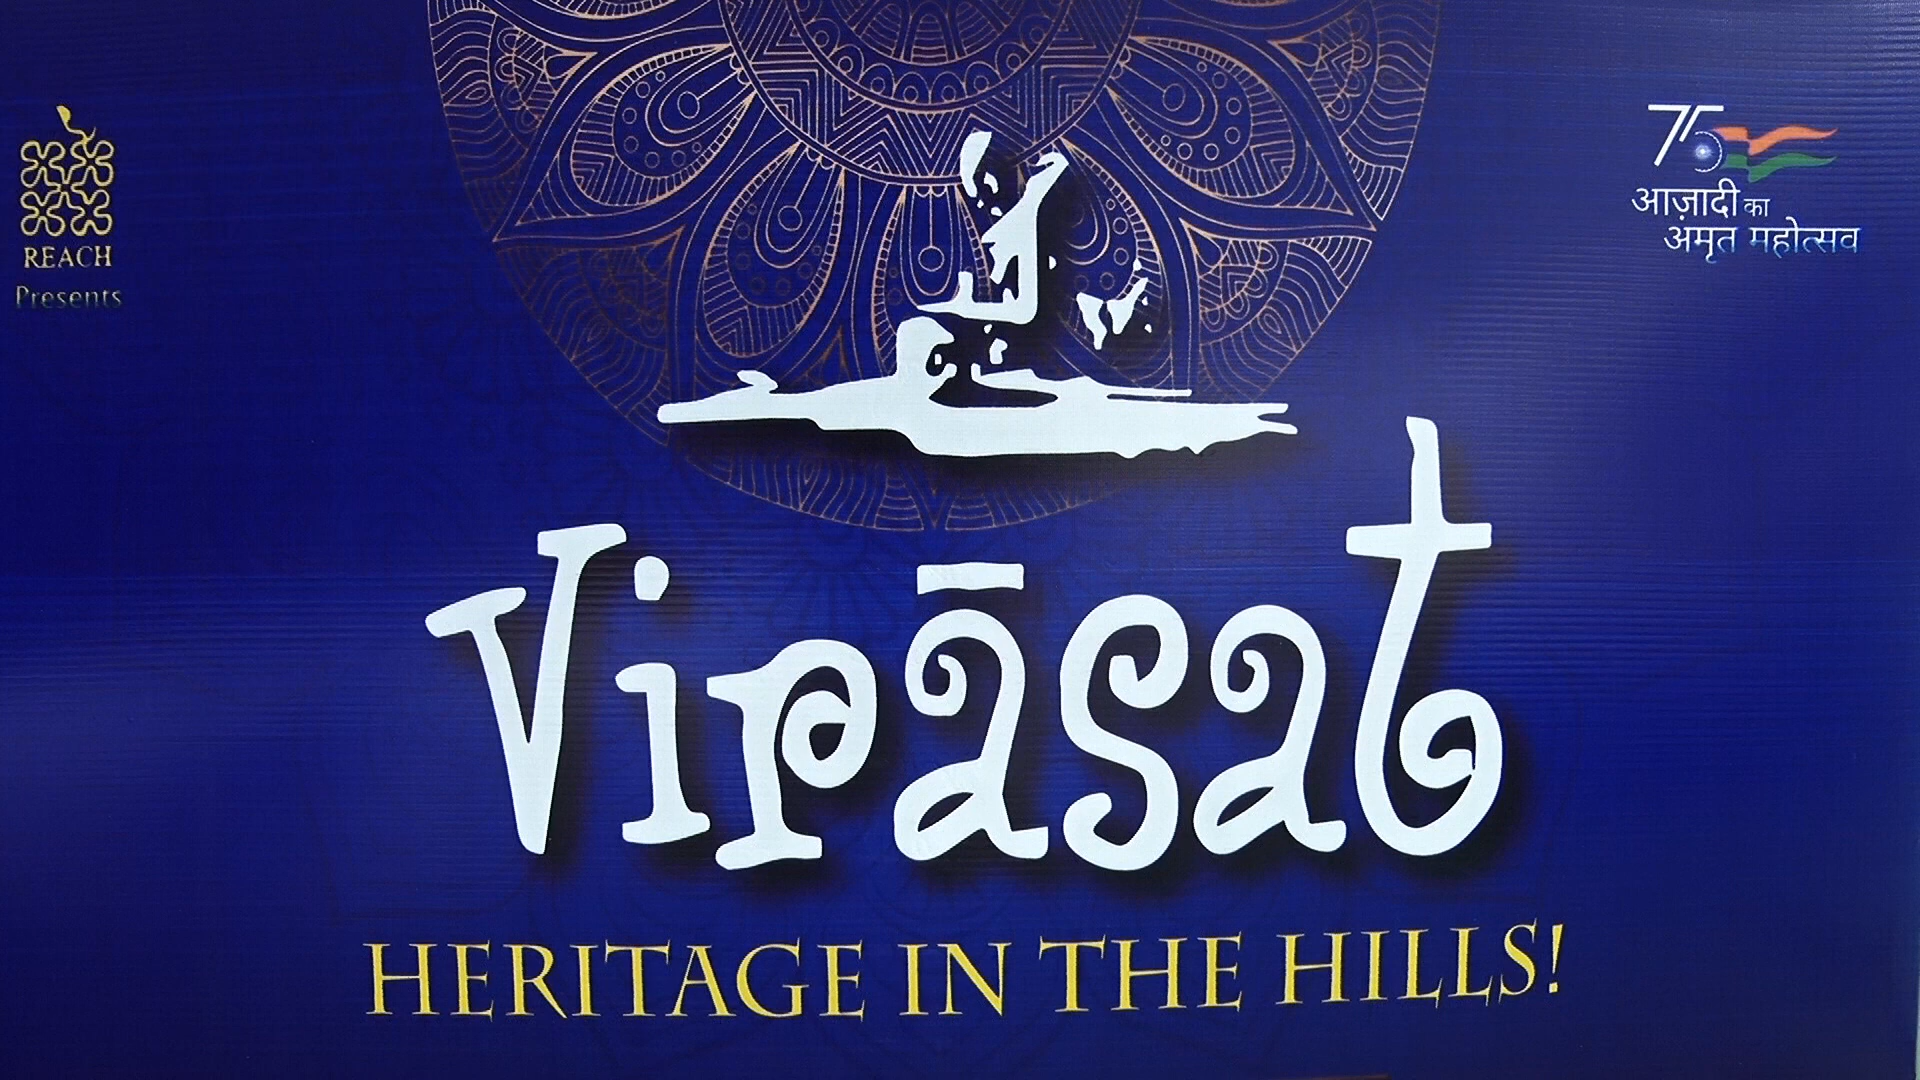 REACH
Presents
75
आज़ादी का
अमृत महोत्सव
Virāsat
HERITAGE IN THE HILLS!